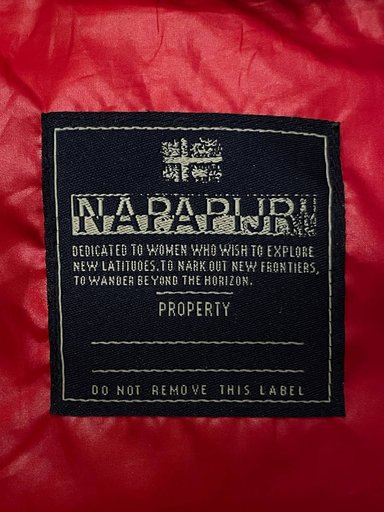 NAPAPIJRI
DEDICATED TO WOMEN WHO WISH TO EXPLORE
NEW LATITUDES, TO MARK OUT NEW FRONTIERS,
TO WANDER BEYOND THE HORIZON.
PROPERTY
DO NOT REMOVE THIS LABEL